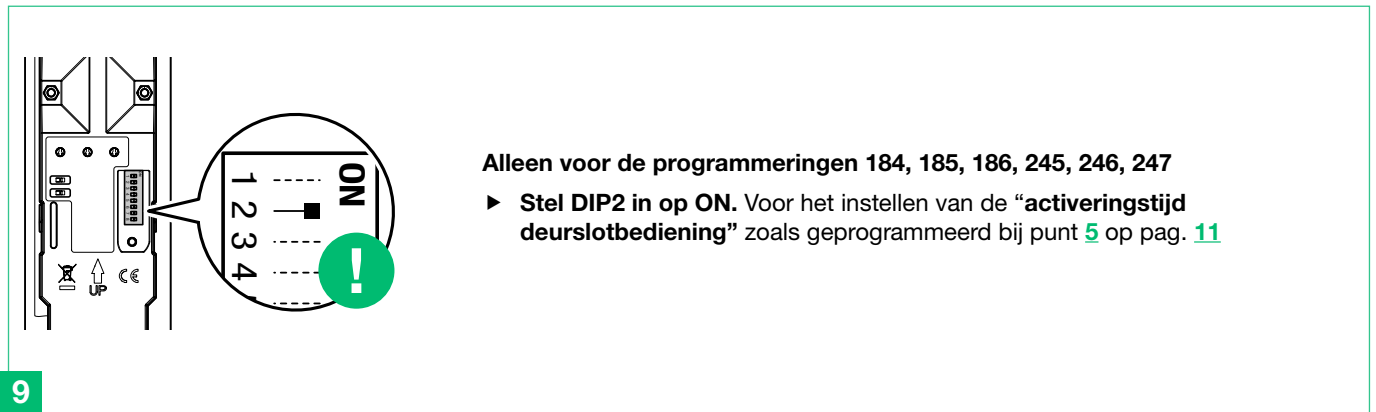 Alleen voor de programmeringen 184, 185, 186, 245, 246, 247
▶ Stel DIP2 in op ON. Voor het instellen van de “activeringstijd
deurslotbediening” zoals geprogrammeerd bij punt 5 op pag. 11
ON
1
2
3
4
!
UP
CE
9